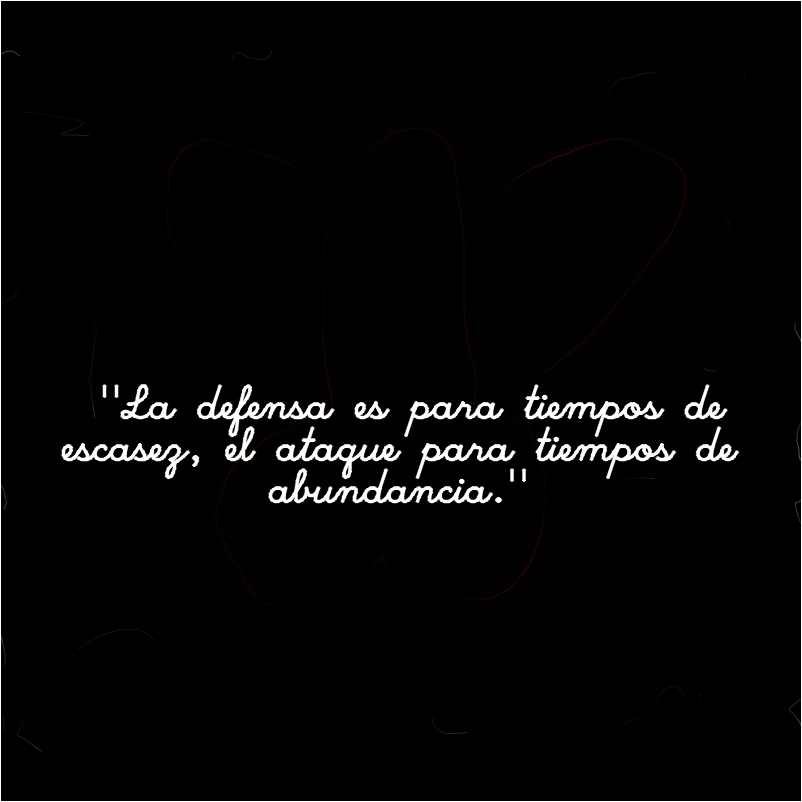 "La defensa es para tiempos de
escasez, el ataque para tiempos de
abundancia."